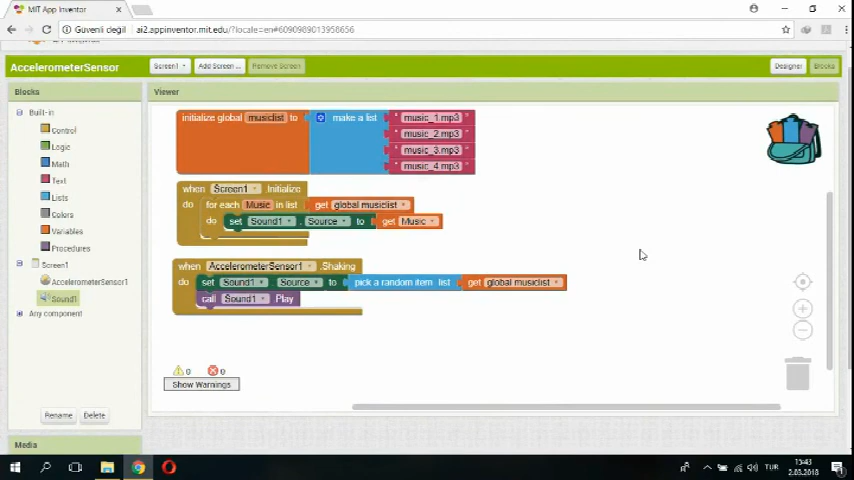 MIT App Inventor
Güvenli değil
ai2.appinventor.mit.edu/?locale=en#6090989013958656
AccelerometerSensor
Screen1
Add Screen ...
Remove Screen
Designer
Blocks
Blocks
Viewer
Built-in
Control
Logic
Math
Text
Lists
Colors
Variables
Procedures
Screen1
AccelerometerSensor1
Sound1
Any component
Rename
Delete
Media
initialize global musiclist to
make a list
" music_1.mp3 "
" music_2.mp3 "
" music_3.mp3 "
" music_4.mp3 "
when Screen1 .Initialize
do for each Music in list get global musiclist
do set Sound1 . Source to get Music
when AccelerometerSensor1 .Shaking
do set Sound1 . Source to pick a random item list get global musiclist
call Sound1 .Play
0 0
Show Warnings
TUR
13:43
2.03.2018